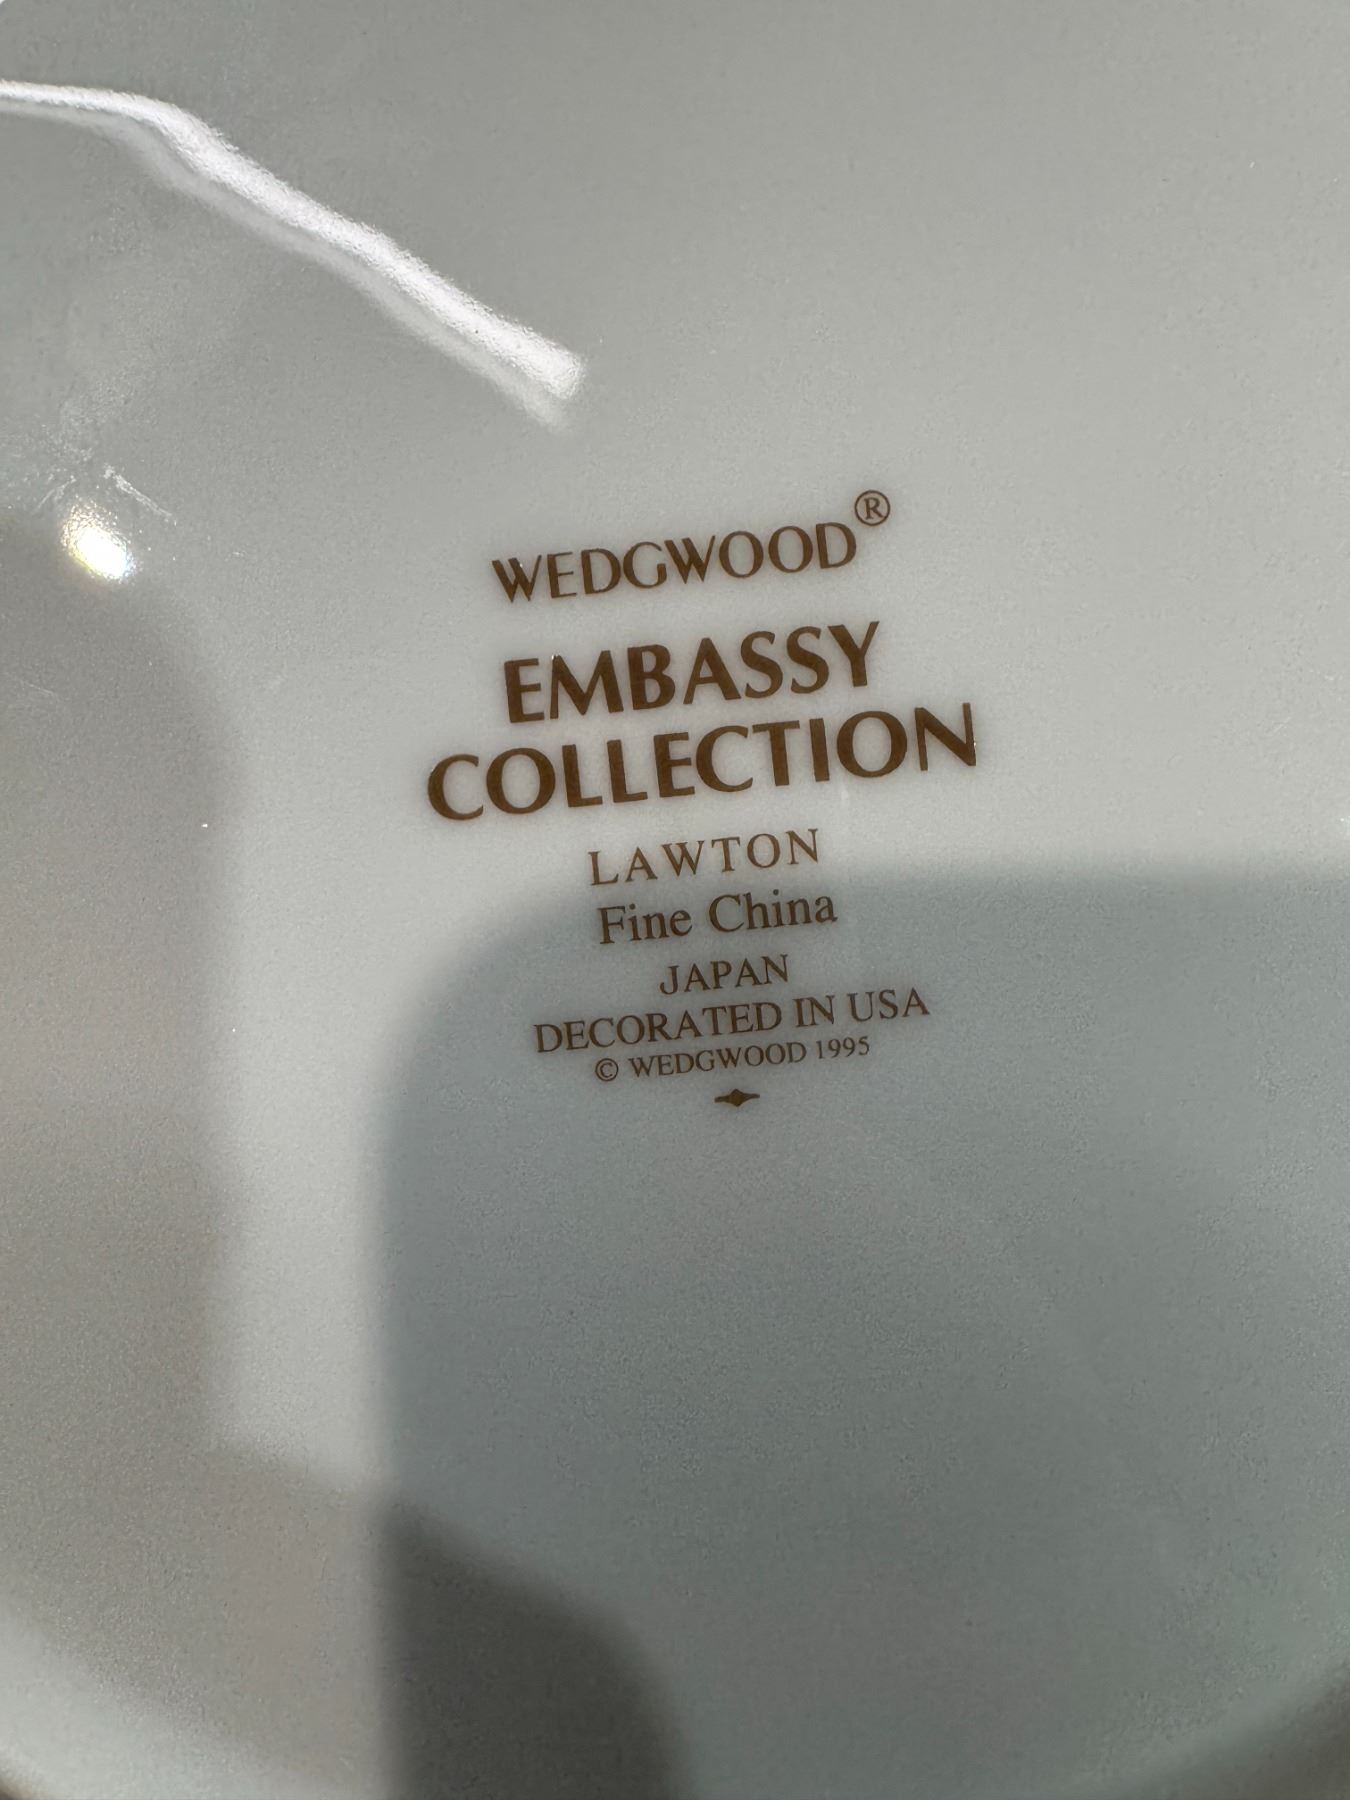 WEDGWOOD®
EMBASSY
COLLECTION
LAWTON
Fine China
JAPAN
DECORATED IN USA
© WEDGWOOD 1995